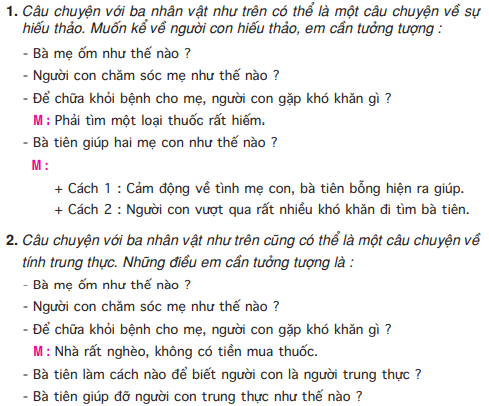 1. Câu chuyện với ba nhân vật như trên có thể là một câu chuyện về sự
hiếu thảo. Muốn kể về người con hiếu thảo, em cần tưởng tượng :
- Bà mẹ ốm như thế nào ?
- Người con chăm sóc mẹ như thế nào ?
- Để chữa khỏi bệnh cho mẹ, người con gặp khó khăn gì ?
M : Phải tìm một loại thuốc rất hiếm.
- Bà tiên giúp hai mẹ con như thế nào ?
M :
+ Cách 1 : Cảm động về tình mẹ con, bà tiên bỗng hiện ra giúp.
+ Cách 2 : Người con vượt qua rất nhiều khó khăn đi tìm bà tiên.
2. Câu chuyện với ba nhân vật như trên cũng có thể là một câu chuyện về
tính trung thực. Những điều em cần tưởng tượng là :
- Bà mẹ ốm như thế nào ?
- Người con chăm sóc mẹ như thế nào ?
- Để chữa khỏi bệnh cho mẹ, người con gặp khó khăn gì ?
M : Nhà rất nghèo, không có tiền mua thuốc.
- Bà tiên làm cách nào để biết người con là người trung thực ?
- Bà tiên giúp đỡ người con trung thực như thế nào ?